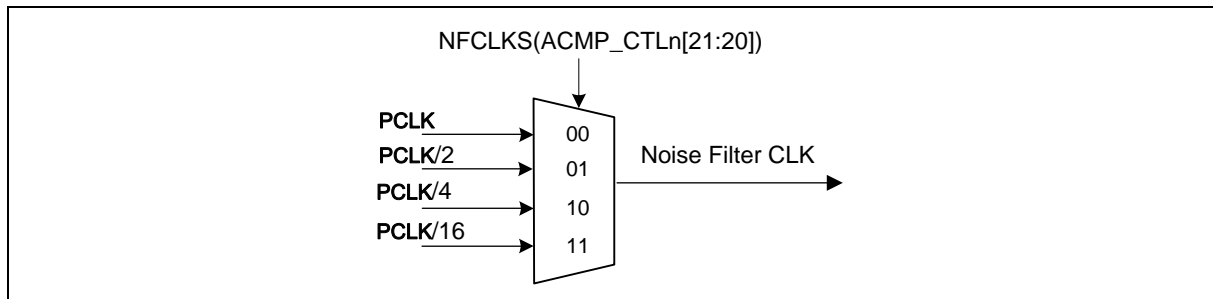 NFCLKS(ACMP_CTLn[21:20])
PCLK
00
PCLK/2
01
Noise Filter CLK
PCLK/4
10
PCLK/16
11